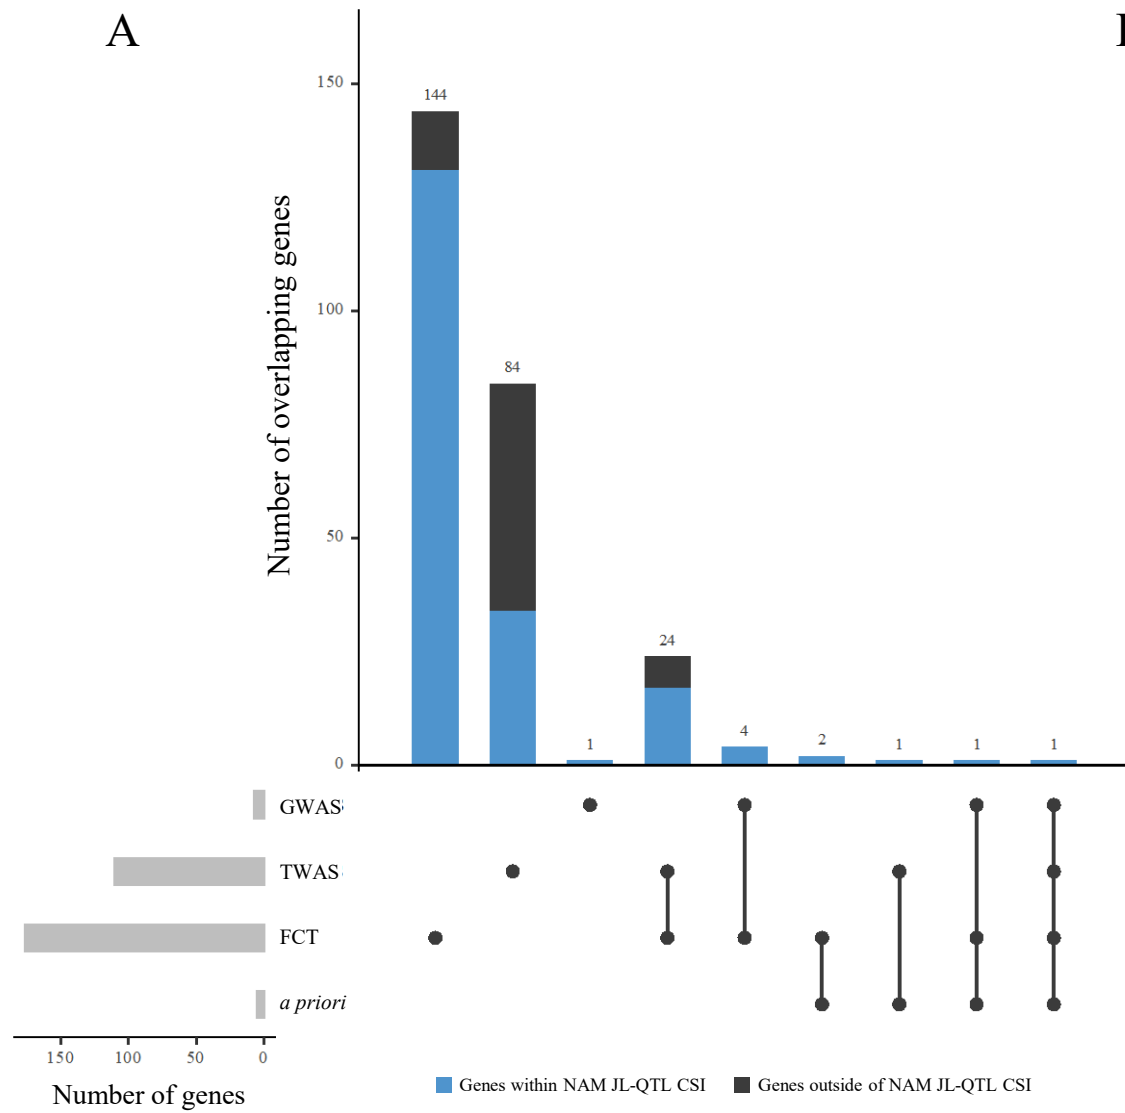 A
150
144
100
84
50
24
4
2
1
1
1
1
0
Number of overlapping genes
GWAS
TWAS
FCT
a priori
150 100 50 0
Number of genes
Genes within NAM JL-QTL CSI
Genes outside of NAM JL-QTL CSI